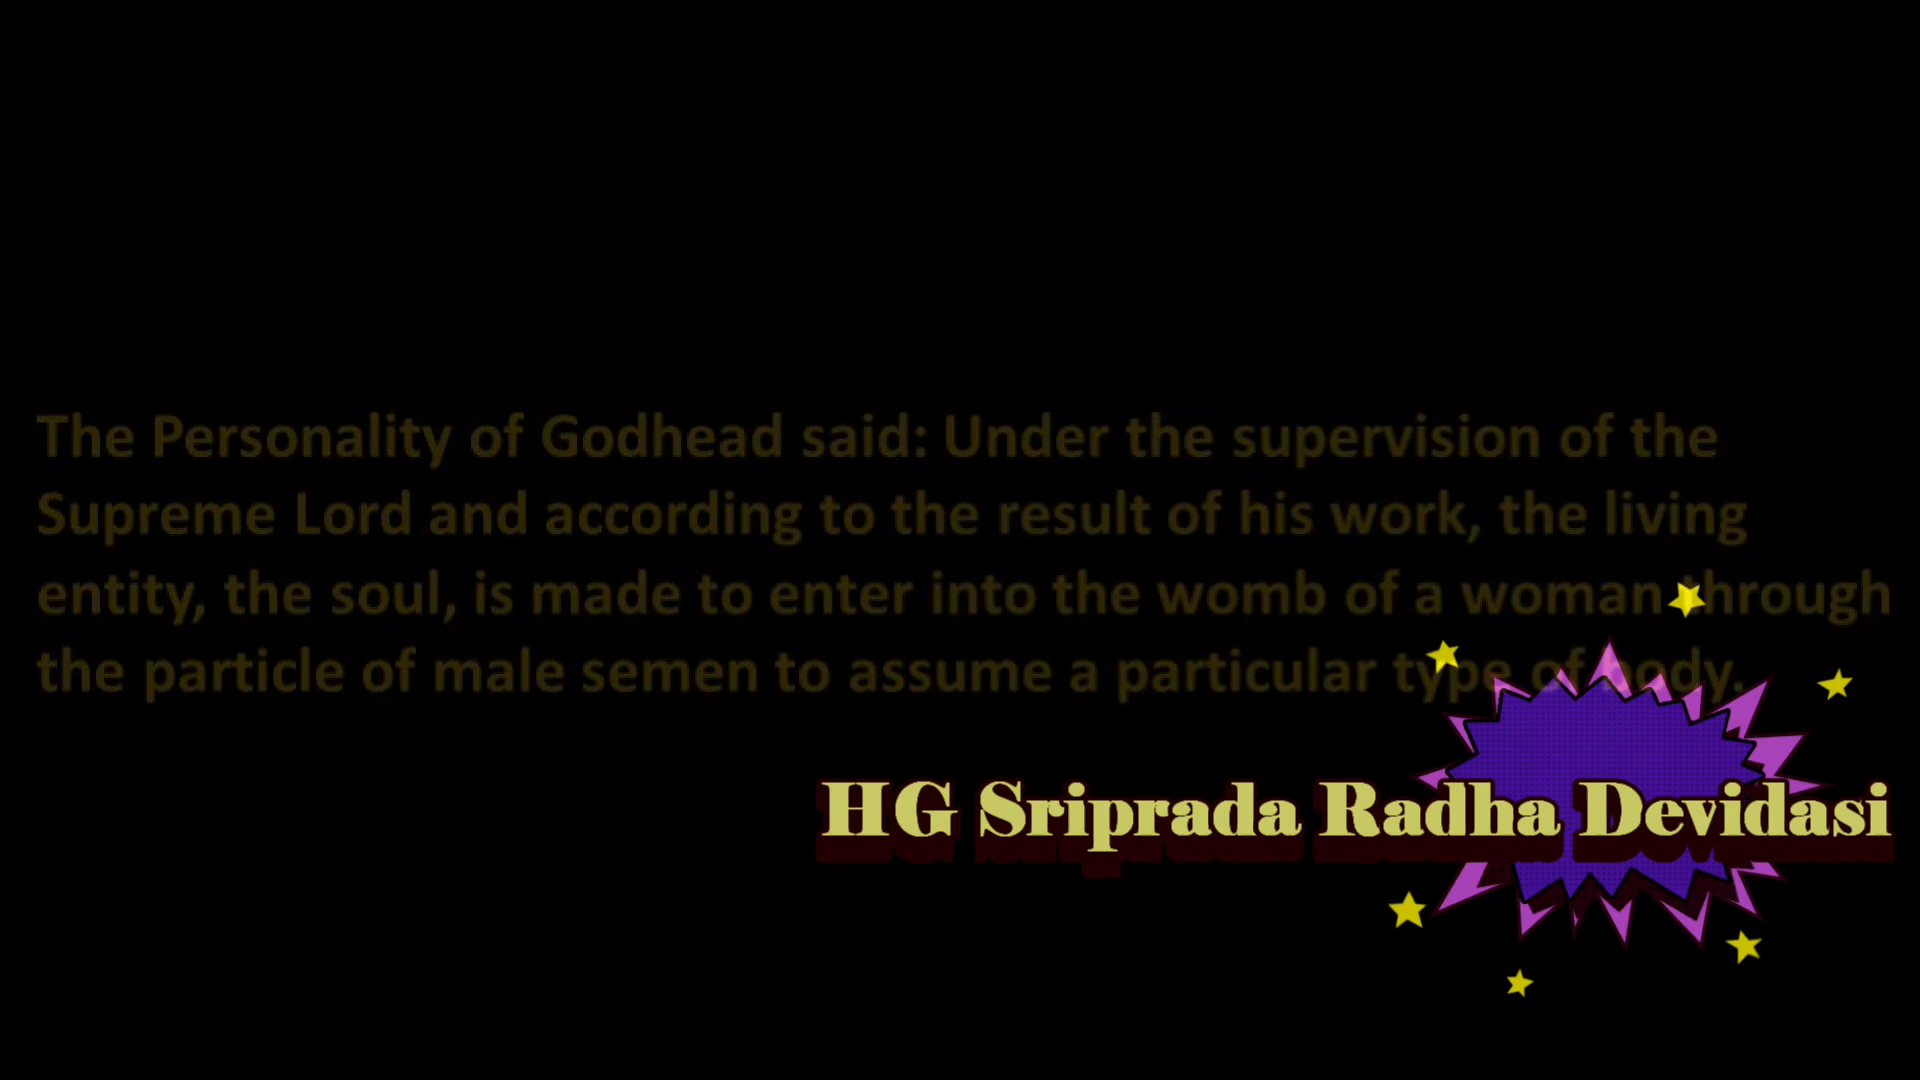 The Personality of Godhead said: Under the supervision of the
Supreme Lord and according to the result of his work, the living
entity, the soul, is made to enter into the womb of a woman through
the particle of male semen to assume a particular type of body.
HG Sriprada Radha Devidasi